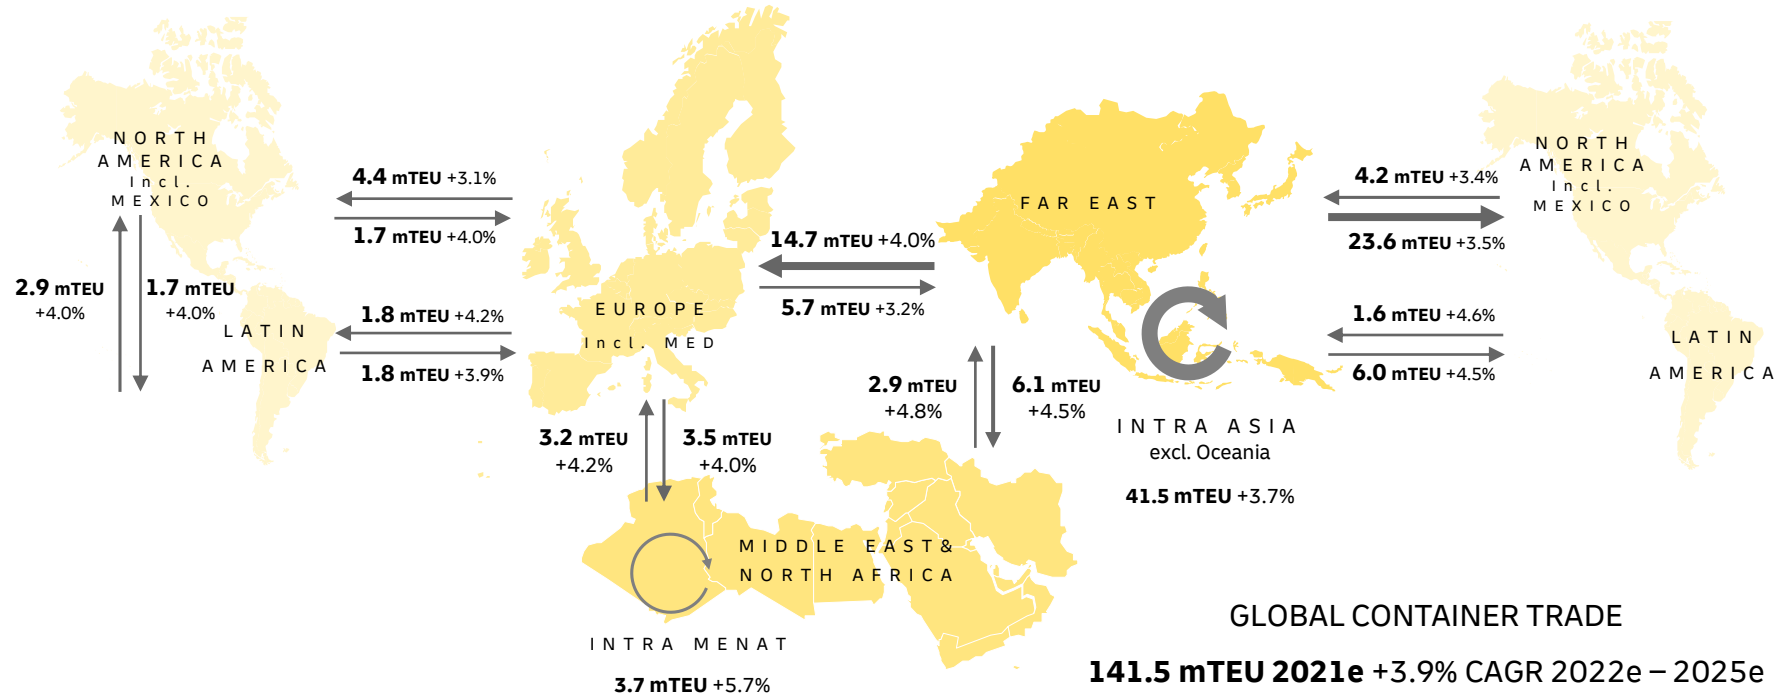 NORTH
AMERICA
Incl.
MEXICO
2.9 mTEU
+4.0%
1.7 mTEU
+4.0%
LATIN
AMERICA
4.4 mTEU +3.1%
1.7 mTEU +4.0%
1.8 mTEU +4.2%
1.8 mTEU +3.9%
EUROPE
Incl. MED
14.7 mTEU +4.0%
5.7 mTEU +3.2%
3.2 mTEU
+4.2%
3.5 mTEU
+4.0%
MIDDLE EAST&
NORTH AFRICA
INTRA MENAT
3.7 mTEU +5.7%
FAR EAST
2.9 mTEU
+4.8%
6.1 mTEU
+4.5%
INTRA ASIA
excl. Oceania
41.5 mTEU +3.7%
4.2 mTEU +3.4%
23.6 mTEU +3.5%
1.6 mTEU +4.6%
6.0 mTEU +4.5%
NORTH
AMERICA
Incl.
MEXICO
LATIN
AMERICA
GLOBAL CONTAINER TRADE
141.5 mTEU 2021e +3.9% CAGR 2022e – 2025e